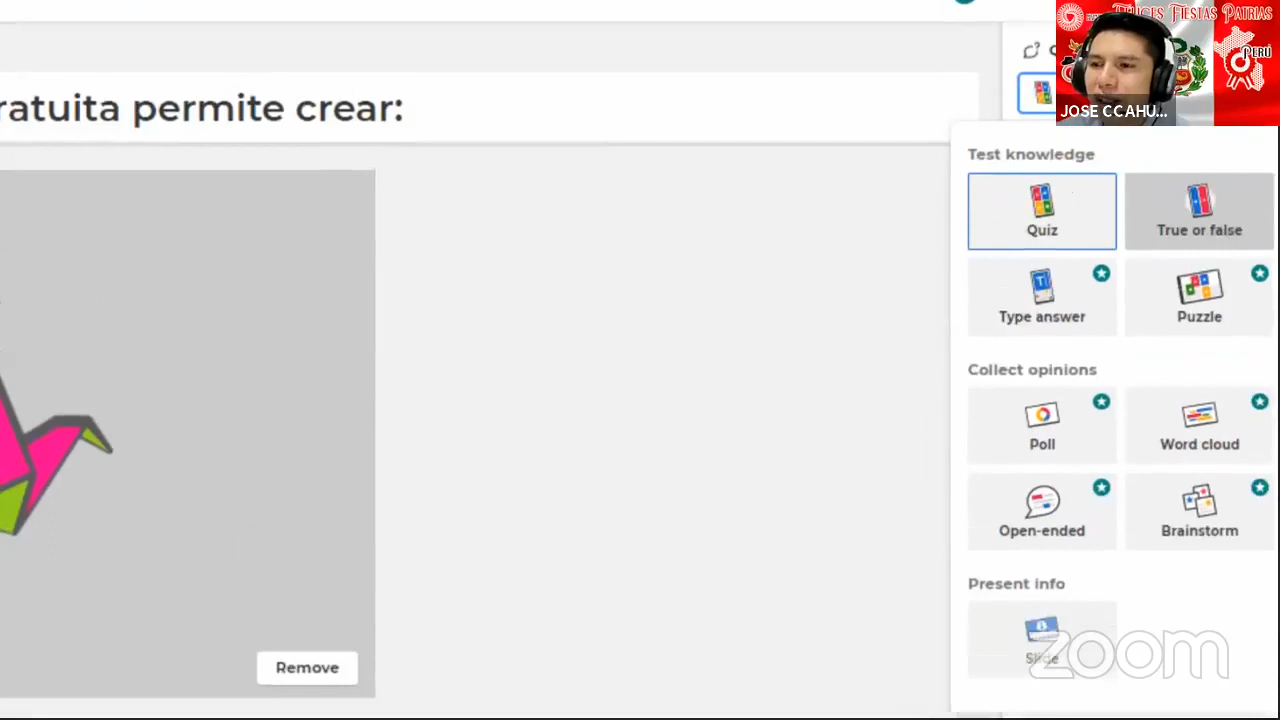 FELICES FIESTAS PATRIAS
PERÚ
JOSE CCAHU...
ratuita permite crear:
Test knowledge
Quiz
True or false
Type answer
Puzzle
Collect opinions
Poll
Word cloud
Open-ended
Brainstorm
Present info
Slide
Remove
zoom